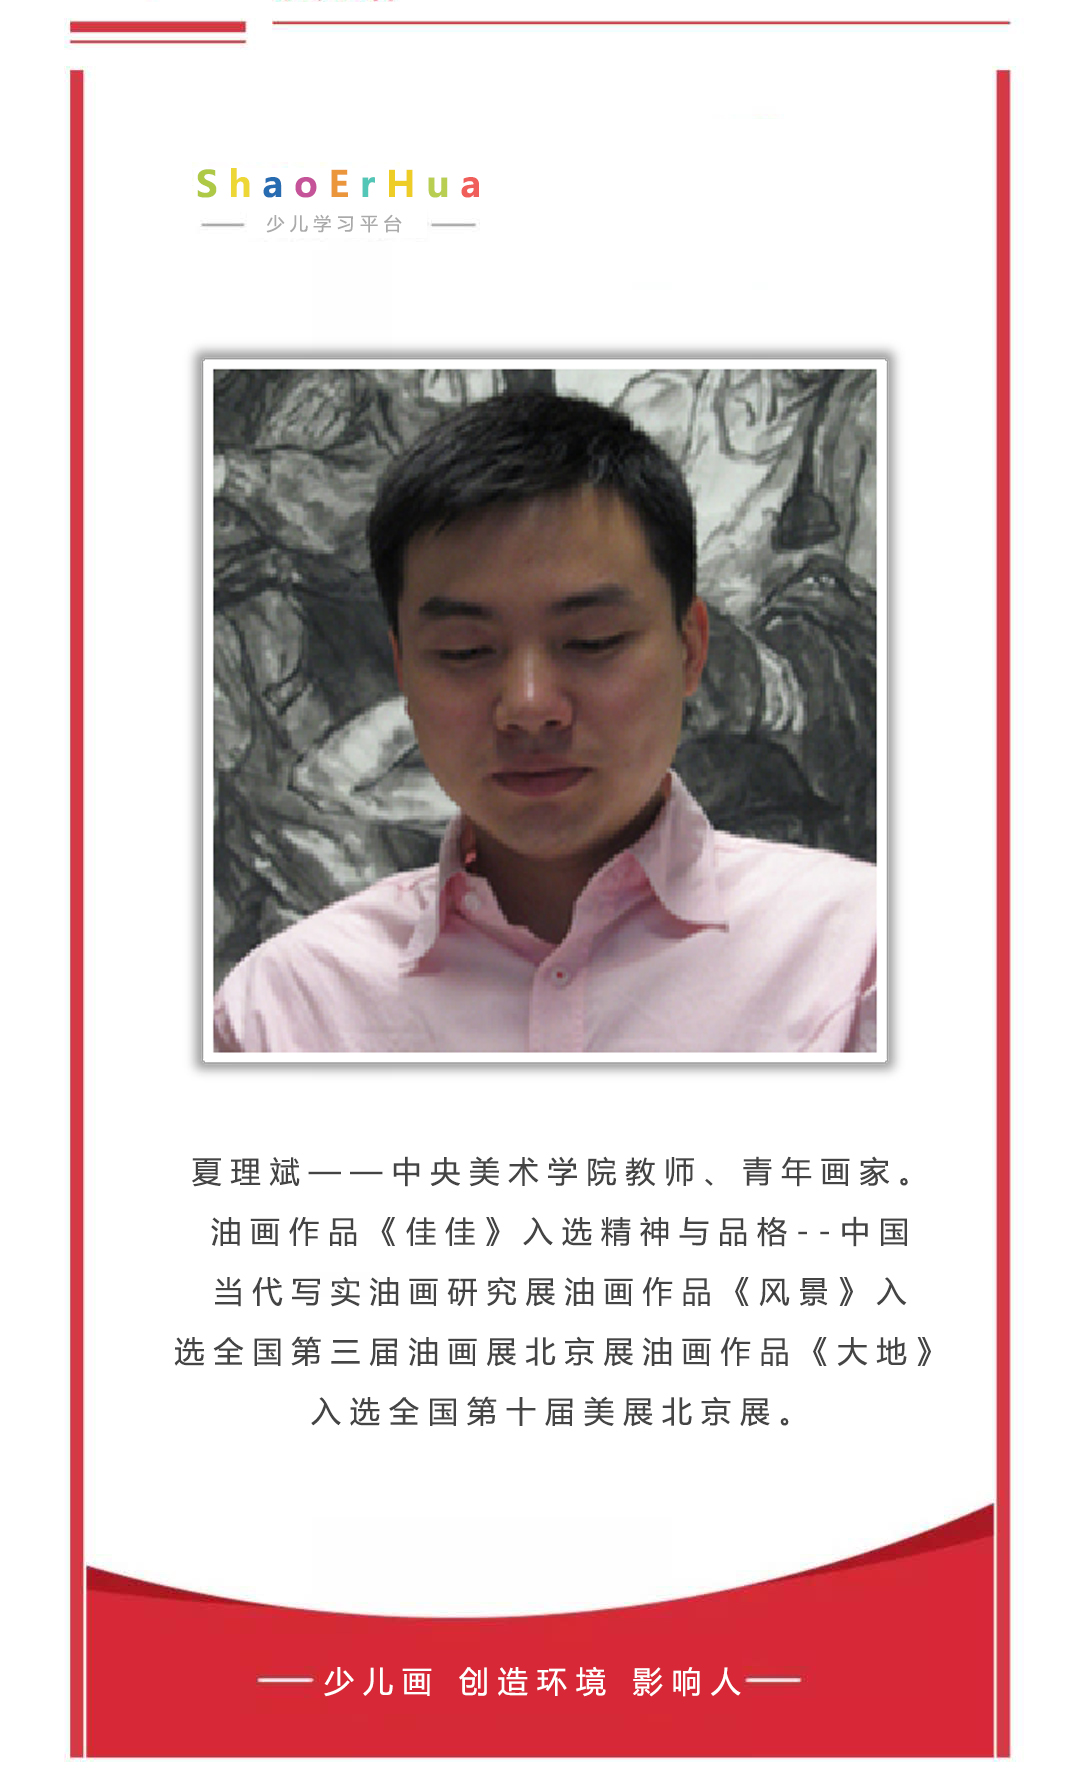 ShaoErHua
少儿学习平台
夏理斌——中央美术学院教师、青年画家。
油画作品《佳佳》入选精神与品格--中国
当代写实油画研究展油画作品《风景》入
选全国第三届油画展北京展油画作品《大地》
入选全国第十届美展北京展。
少儿画 创造环境 影响人